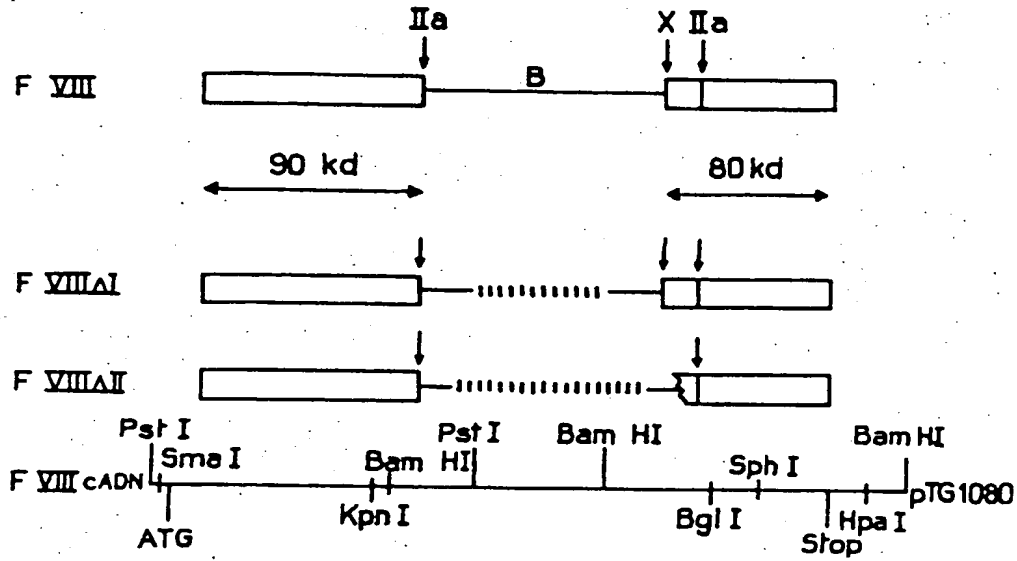 IIa X IIa
F VIII B
90 kd 80 kd
F VIIIΔI
F VIIIΔII
Pst I Pst I Bam HI Bam HI
Sma I Bam HI Sph I
F VIII cADN pTG1080
Kpn I Bgl I Hpa I
ATG Stop